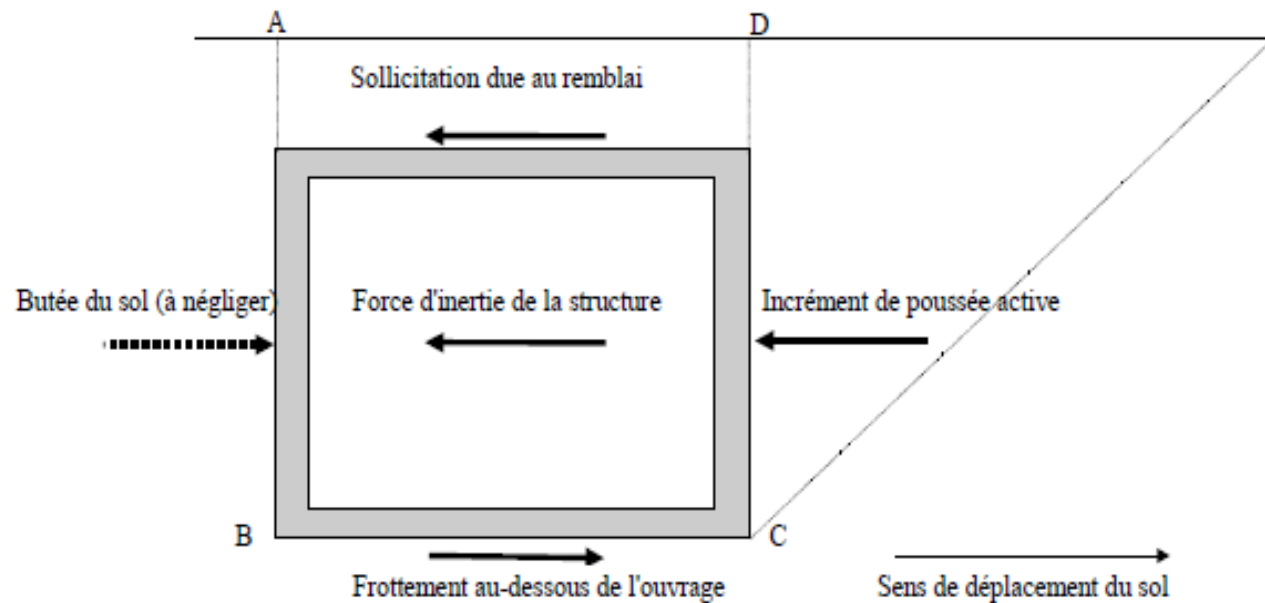 A
D
Sollicitation due au remblai
Butée du sol (à négliger)
Force d'inertie de la structure
Incrément de poussée active
B
C
Frottement au-dessous de l'ouvrage
Sens de déplacement du sol